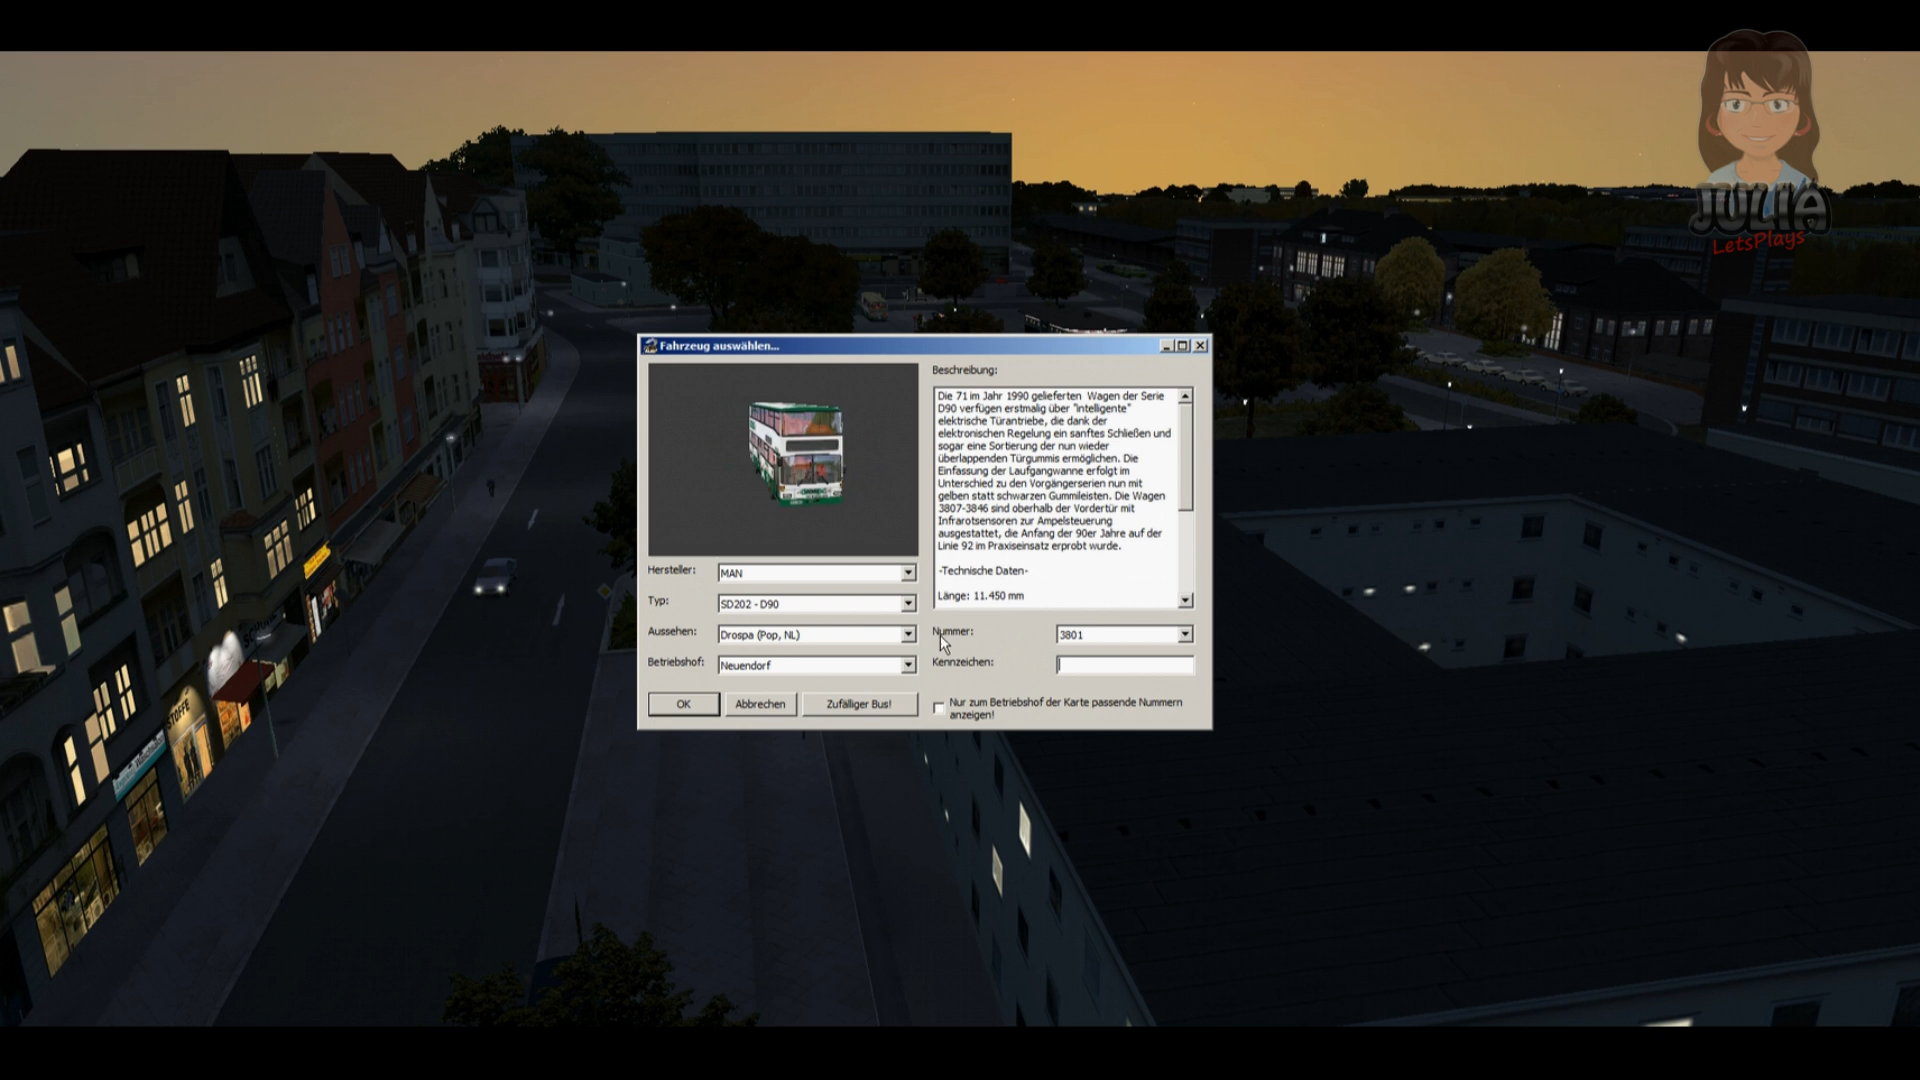 JULIA
LetsPlays
Fahrzeug auswählen...
Beschreibung:
Die 71 im Jahr 1990 gelieferten Wagen der Serie
D90 verfügen erstmalig über "intelligente"
elektrische Türantriebe, die dank der
elektronischen Regelung ein sanftes Schließen und
sogar eine Sortierung der nun wieder
überlappenden Türgummis ermöglichen. Die
Einfassung der Laufgangwanne erfolgt im
Unterschied zu den Vorgängerserien nun mit
gelben statt schwarzen Gummileisten. Die Wagen
3807-3846 sind oberhalb der Vordertür mit
Infrarotsensoren zur Ampelsteuerung
ausgestattet, die Anfang der 90er Jahre auf der
Linie 92 im Praxiseinsatz erprobt wurde.
-Technische Daten-
Länge: 11.450 mm
Hersteller: MAN
Typ: SD202 - D90
Aussehen: Drospa (Pop, NL)
Nummer: 3801
Betriebshof: Neuendorf
Kennzeichen:
OK Abbrechen Zufälliger Bus!
Nur zum Betriebshof der Karte passende Nummern
anzeigen!
STOFFE